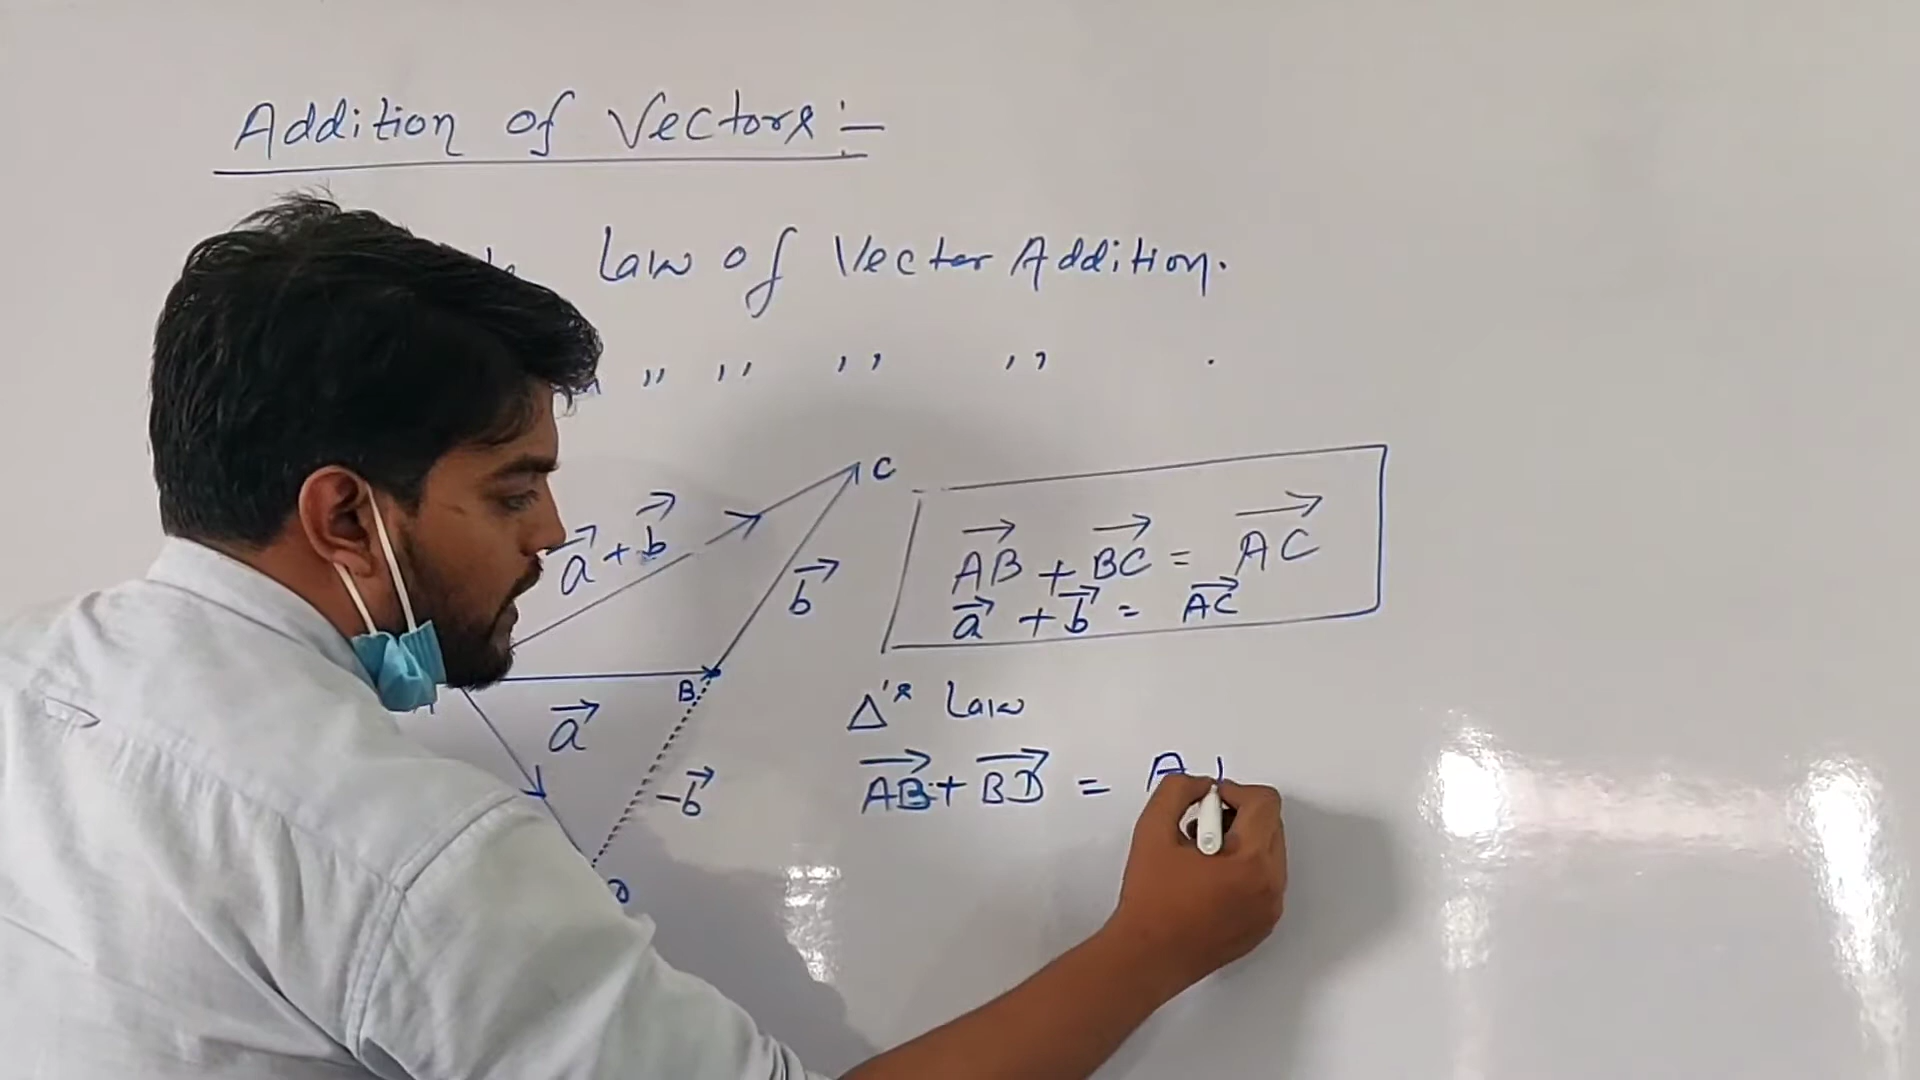 Addition of Vectors :-
Law of Vector Addition.
" " " " .
C
a⃗ + b⃗
b⃗
AB⃗ + BC⃗ = AC⃗
a⃗ + b⃗ = AC⃗
B
a⃗
Δ's Law
-b⃗
AB⃗ + BD⃗ = A
D